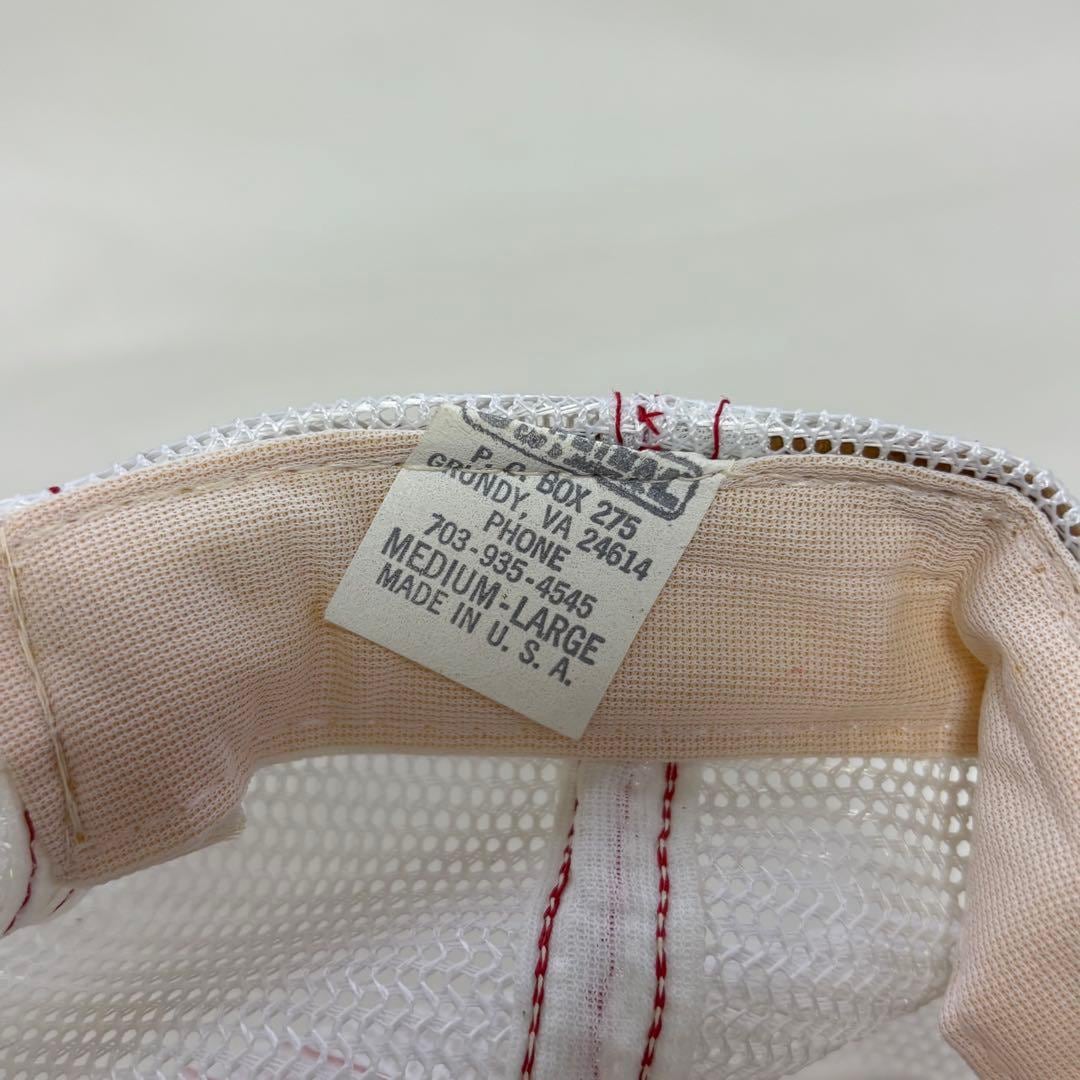 P. O. BOX 275
GRUNDY, VA 24614
PHONE
703-935-4545
MEDIUM-LARGE
MADE IN U. S. A.